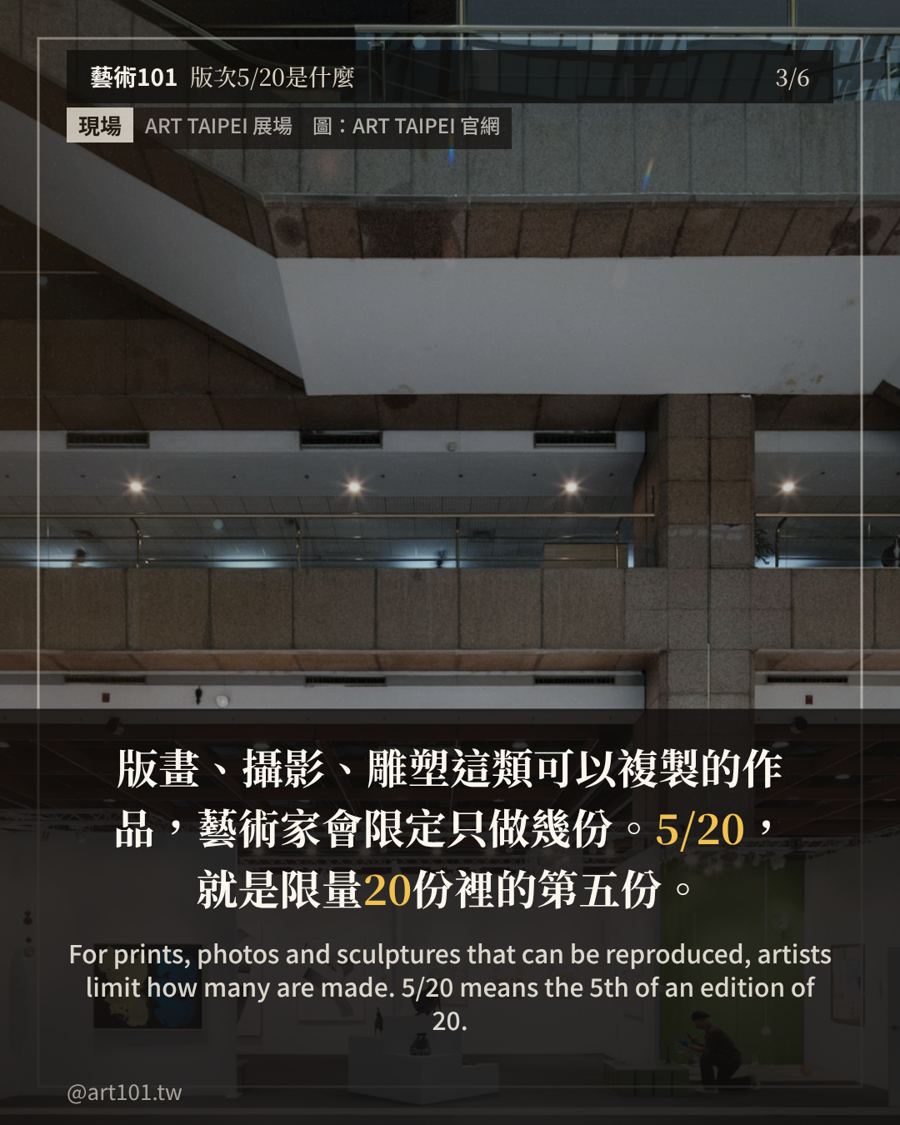 藝術101 版次5/20是什麼 3/6
現場 ART TAIPEI 展場 圖：ART TAIPEI 官網
版畫、攝影、雕塑這類可以複製的作
品，藝術家會限定只做幾份。5/20，
就是限量20份裡的第五份。
For prints, photos and sculptures that can be reproduced, artists
limit how many are made. 5/20 means the 5th of an edition of
20.
@art101.tw